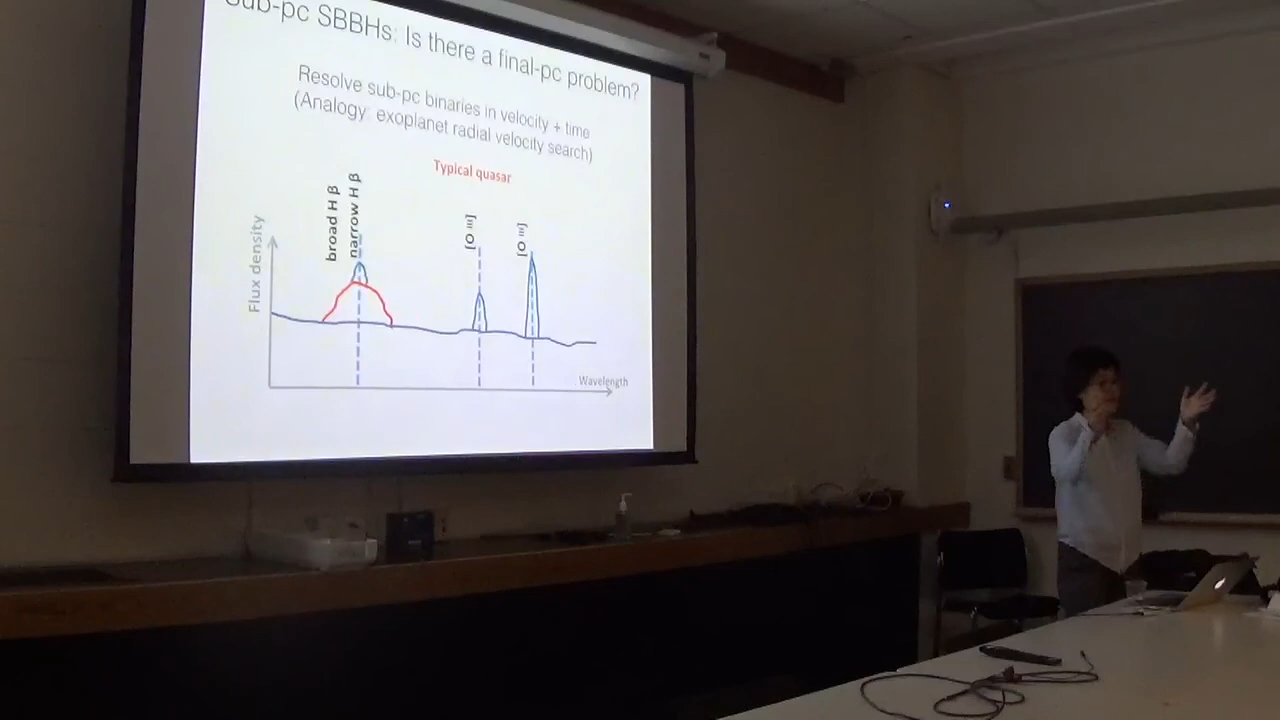 Sub-pc SBBHs: Is there a final-pc problem?
Resolve sub-pc binaries in velocity + time
(Analogy: exoplanet radial velocity search)
Typical quasar
broad H β
narrow H β
[O III]
[O III]
Flux density
Wavelength